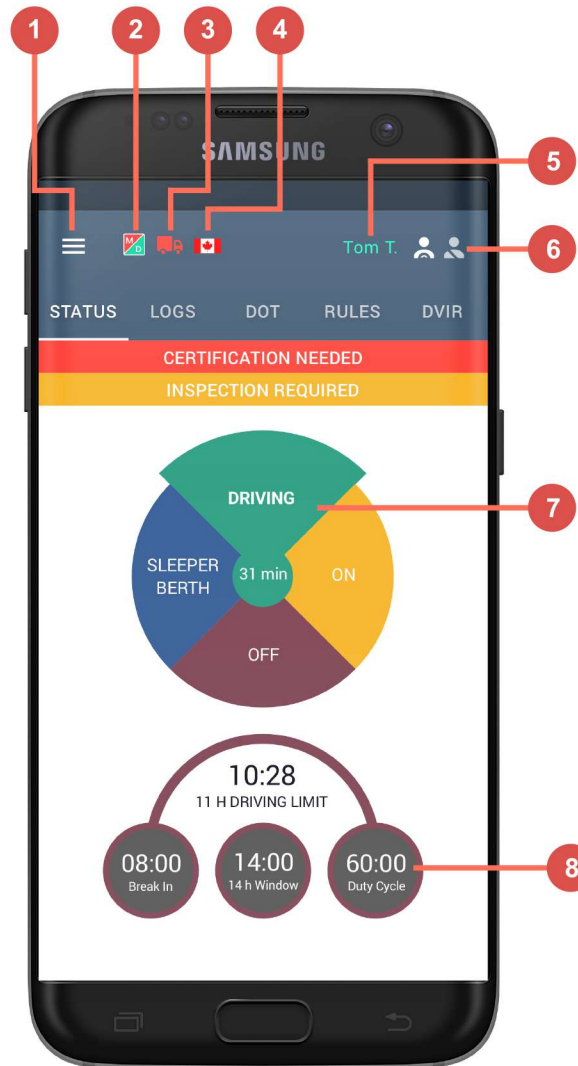 1 2 3 4
SAMSUNG
5
M D
Tom T.
6
STATUS LOGS DOT RULES DVIR
CERTIFICATION NEEDED
INSPECTION REQUIRED
DRIVING
7
SLEEPER
BERTH
31 min
ON
OFF
10:28
11 H DRIVING LIMIT
08:00 14:00 60:00
Break In 14 h Window Duty Cycle
8